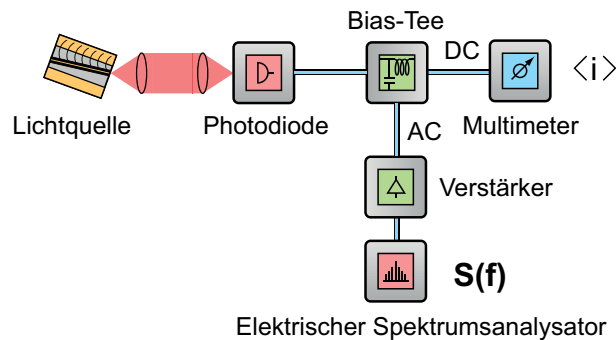 Bias-Tee
DC
<i>
Lichtquelle
Photodiode
Multimeter
AC
Verstärker
S(f)
Elektrischer Spektrumsanalysator